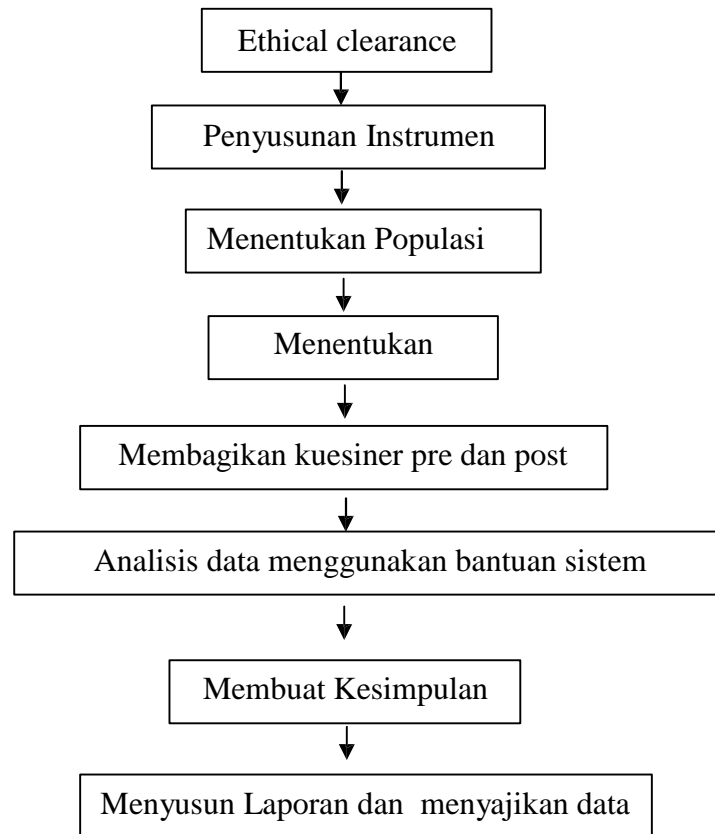 Ethical clearance
Penyusunan Instrumen
Menentukan Populasi
Menentukan
Membagikan kuesiner pre dan post
Analisis data menggunakan bantuan sistem
Membuat Kesimpulan
Menyusun Laporan dan menyajikan data